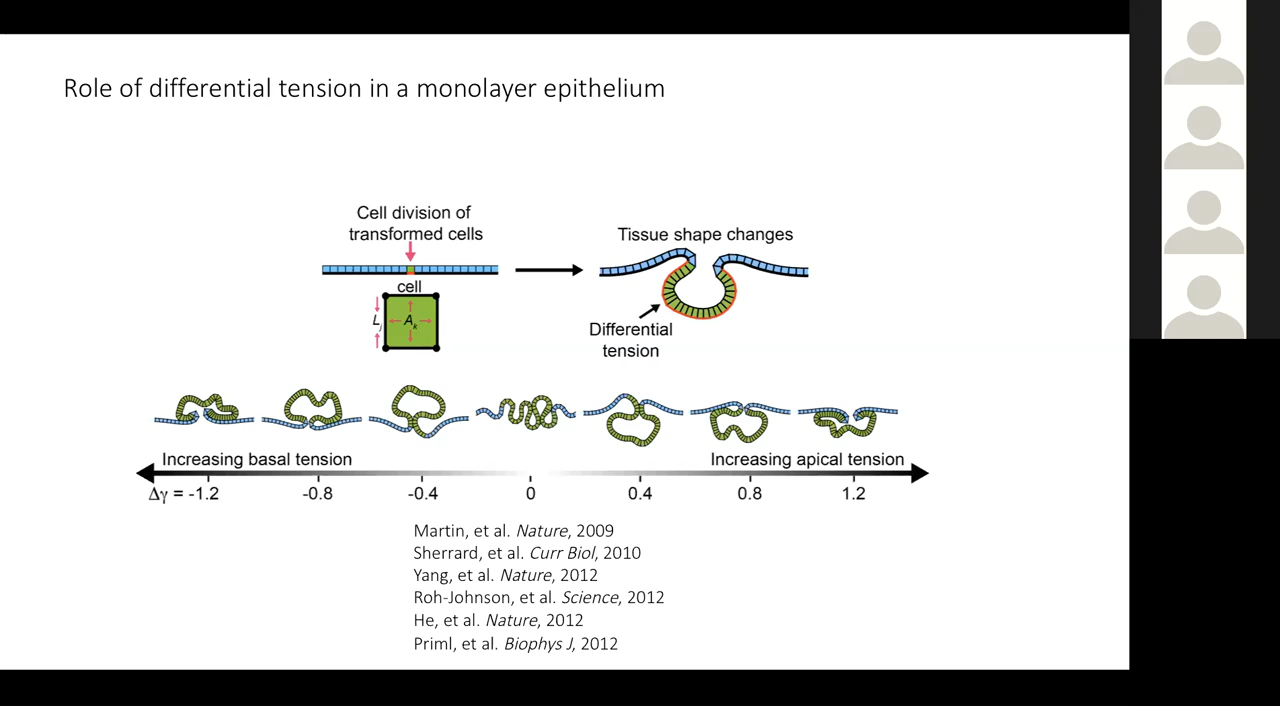 Role of differential tension in a monolayer epithelium
Cell division of
transformed cells
Tissue shape changes
cell
Lj
Ak
Differential
tension
Increasing basal tension
Increasing apical tension
Δγ = -1.2
-0.8
-0.4
0
0.4
0.8
1.2
Martin, et al. Nature, 2009
Sherrard, et al. Curr Biol, 2010
Yang, et al. Nature, 2012
Roh-Johnson, et al. Science, 2012
He, et al. Nature, 2012
Priml, et al. Biophys J, 2012